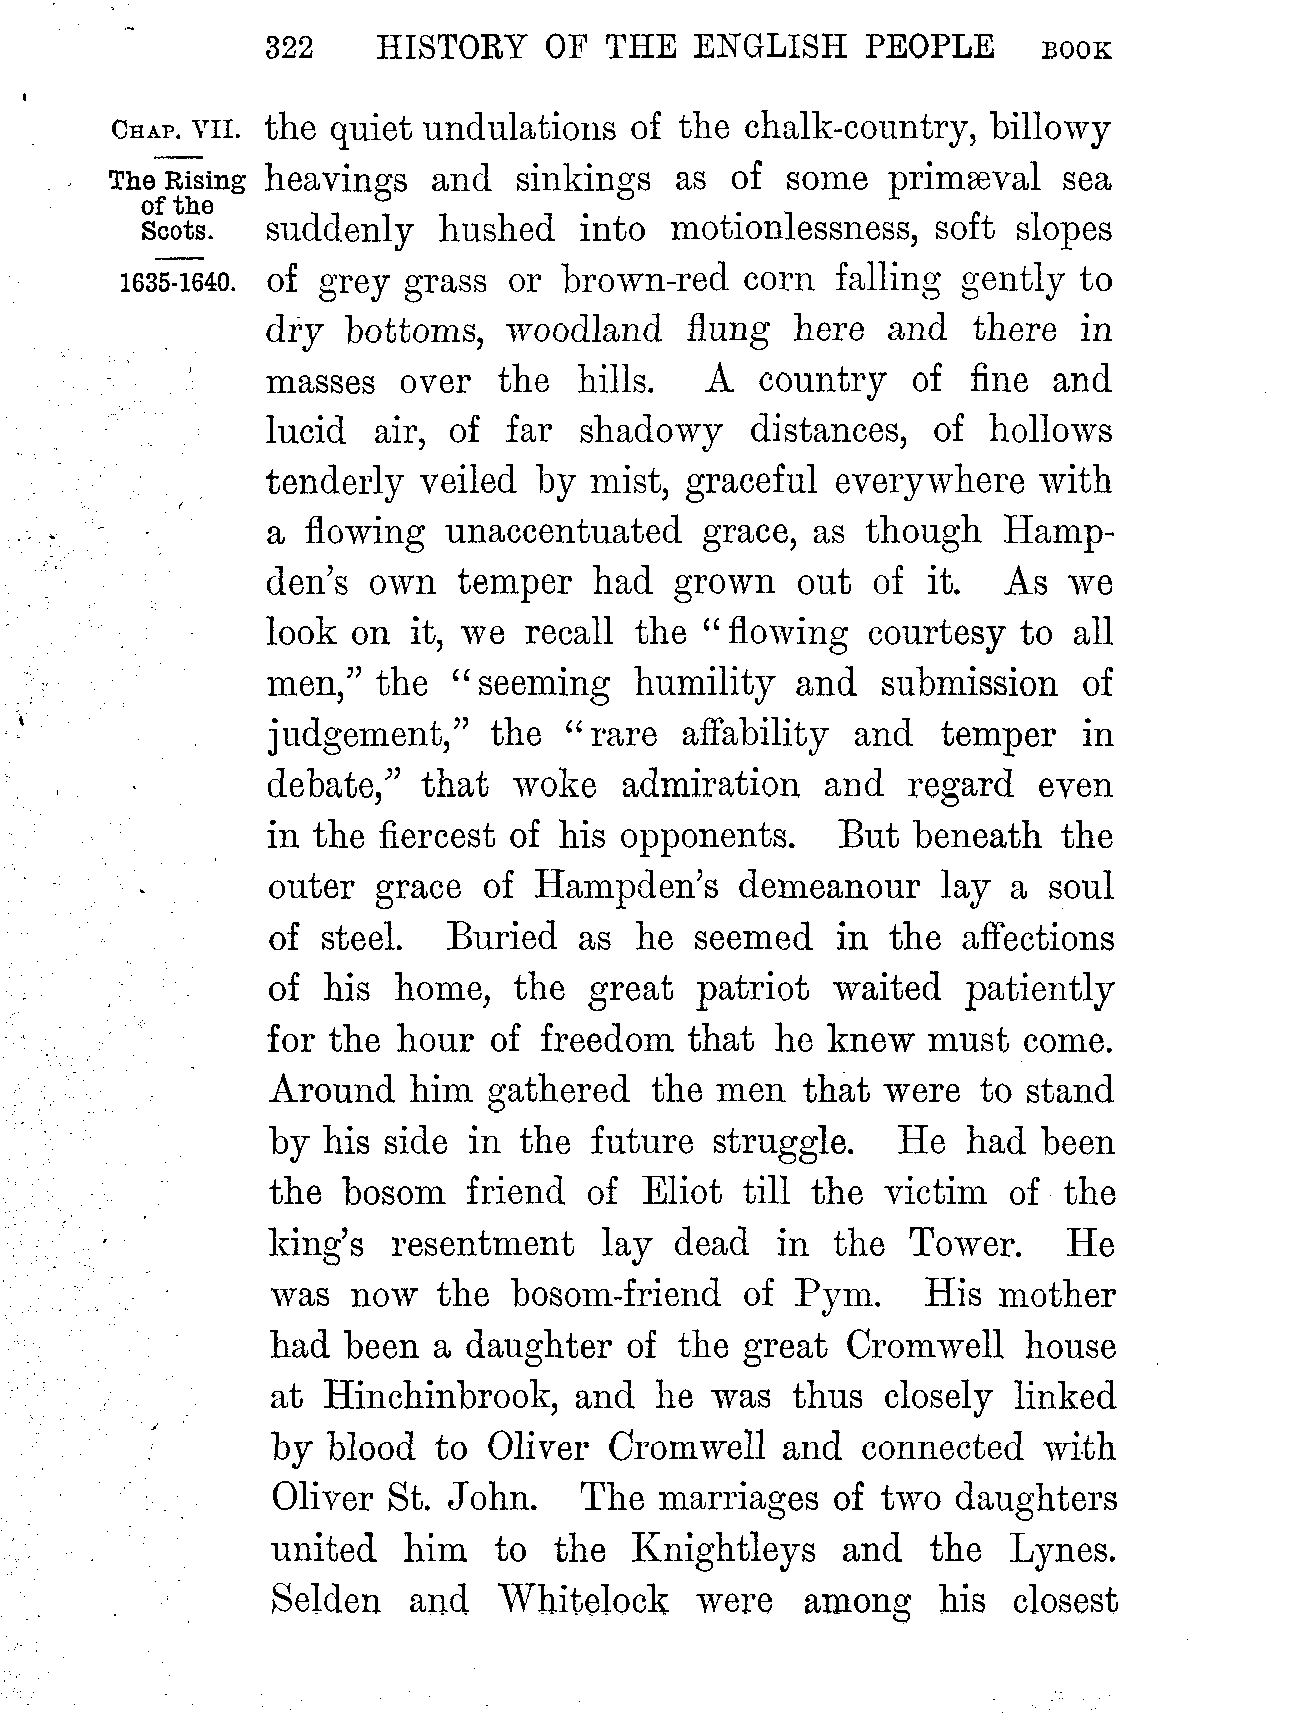 322 HISTORY OF THE ENGLISH PEOPLE BOOK
CHAP. VII.
The Rising
of the
Scots.
1635-1640.
the quiet undulations of the chalk-country, billowy
heavings and sinkings as of some primæval sea
suddenly hushed into motionlessness, soft slopes
of grey grass or brown-red corn falling gently to
dry bottoms, woodland flung here and there in
masses over the hills. A country of fine and
lucid air, of far shadowy distances, of hollows
tenderly veiled by mist, graceful everywhere with
a flowing unaccentuated grace, as though Hamp-
den's own temper had grown out of it. As we
look on it, we recall the “flowing courtesy to all
men,” the “seeming humility and submission of
judgement,” the “rare affability and temper in
debate,” that woke admiration and regard even
in the fiercest of his opponents. But beneath the
outer grace of Hampden's demeanour lay a soul
of steel. Buried as he seemed in the affections
of his home, the great patriot waited patiently
for the hour of freedom that he knew must come.
Around him gathered the men that were to stand
by his side in the future struggle. He had been
the bosom friend of Eliot till the victim of the
king's resentment lay dead in the Tower. He
was now the bosom-friend of Pym. His mother
had been a daughter of the great Cromwell house
at Hinchinbrook, and he was thus closely linked
by blood to Oliver Cromwell and connected with
Oliver St. John. The marriages of two daughters
united him to the Knightleys and the Lynes.
Selden and Whitelock were among his closest